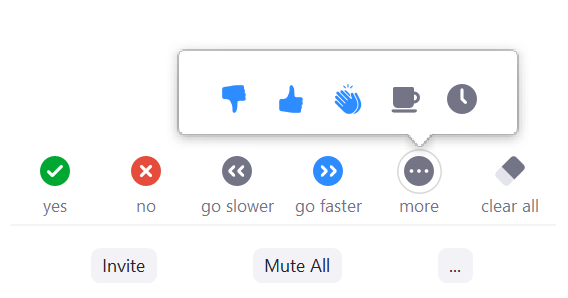 yes no go slower go faster more clear all
Invite Mute All ...